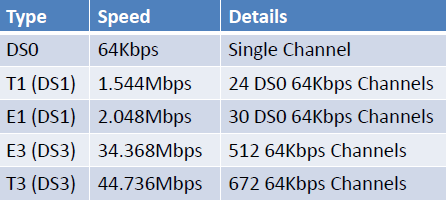 Type Speed Details
DS0 64Kbps Single Channel
T1 (DS1) 1.544Mbps 24 DS0 64Kbps Channels
E1 (DS1) 2.048Mbps 30 DS0 64Kbps Channels
E3 (DS3) 34.368Mbps 512 64Kbps Channels
T3 (DS3) 44.736Mbps 672 64Kbps Channels